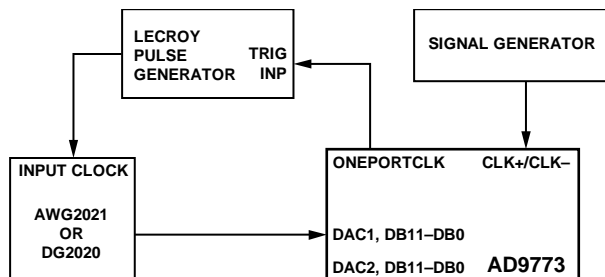 LECROY
PULSE
GENERATOR
TRIG
INP
SIGNAL GENERATOR
INPUT CLOCK
AWG2021
OR
DG2020
ONEPORTCLK
CLK+/CLK–
DAC1, DB11–DB0
DAC2, DB11–DB0
AD9773